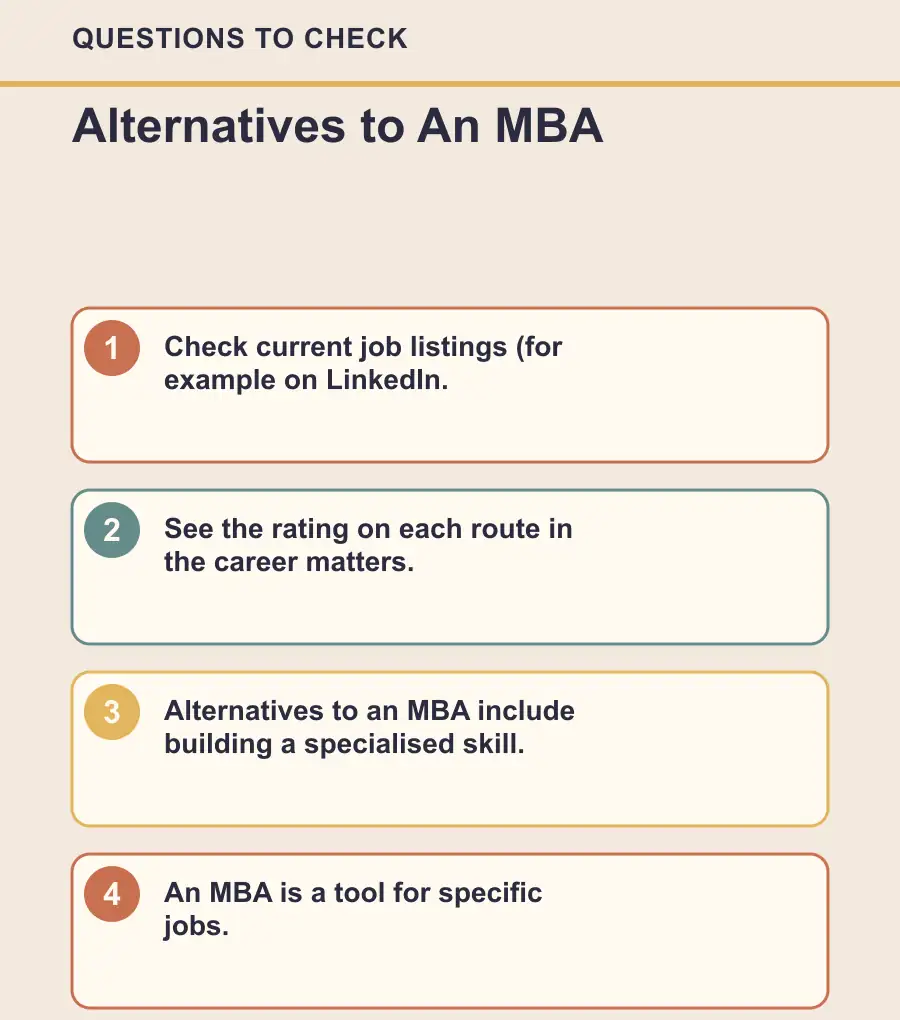 QUESTIONS TO CHECK
Alternatives to An MBA
1
Check current job listings (for
example on LinkedIn.
2
See the rating on each route in
the career matters.
3
Alternatives to an MBA include
building a specialised skill.
4
An MBA is a tool for specific
jobs.